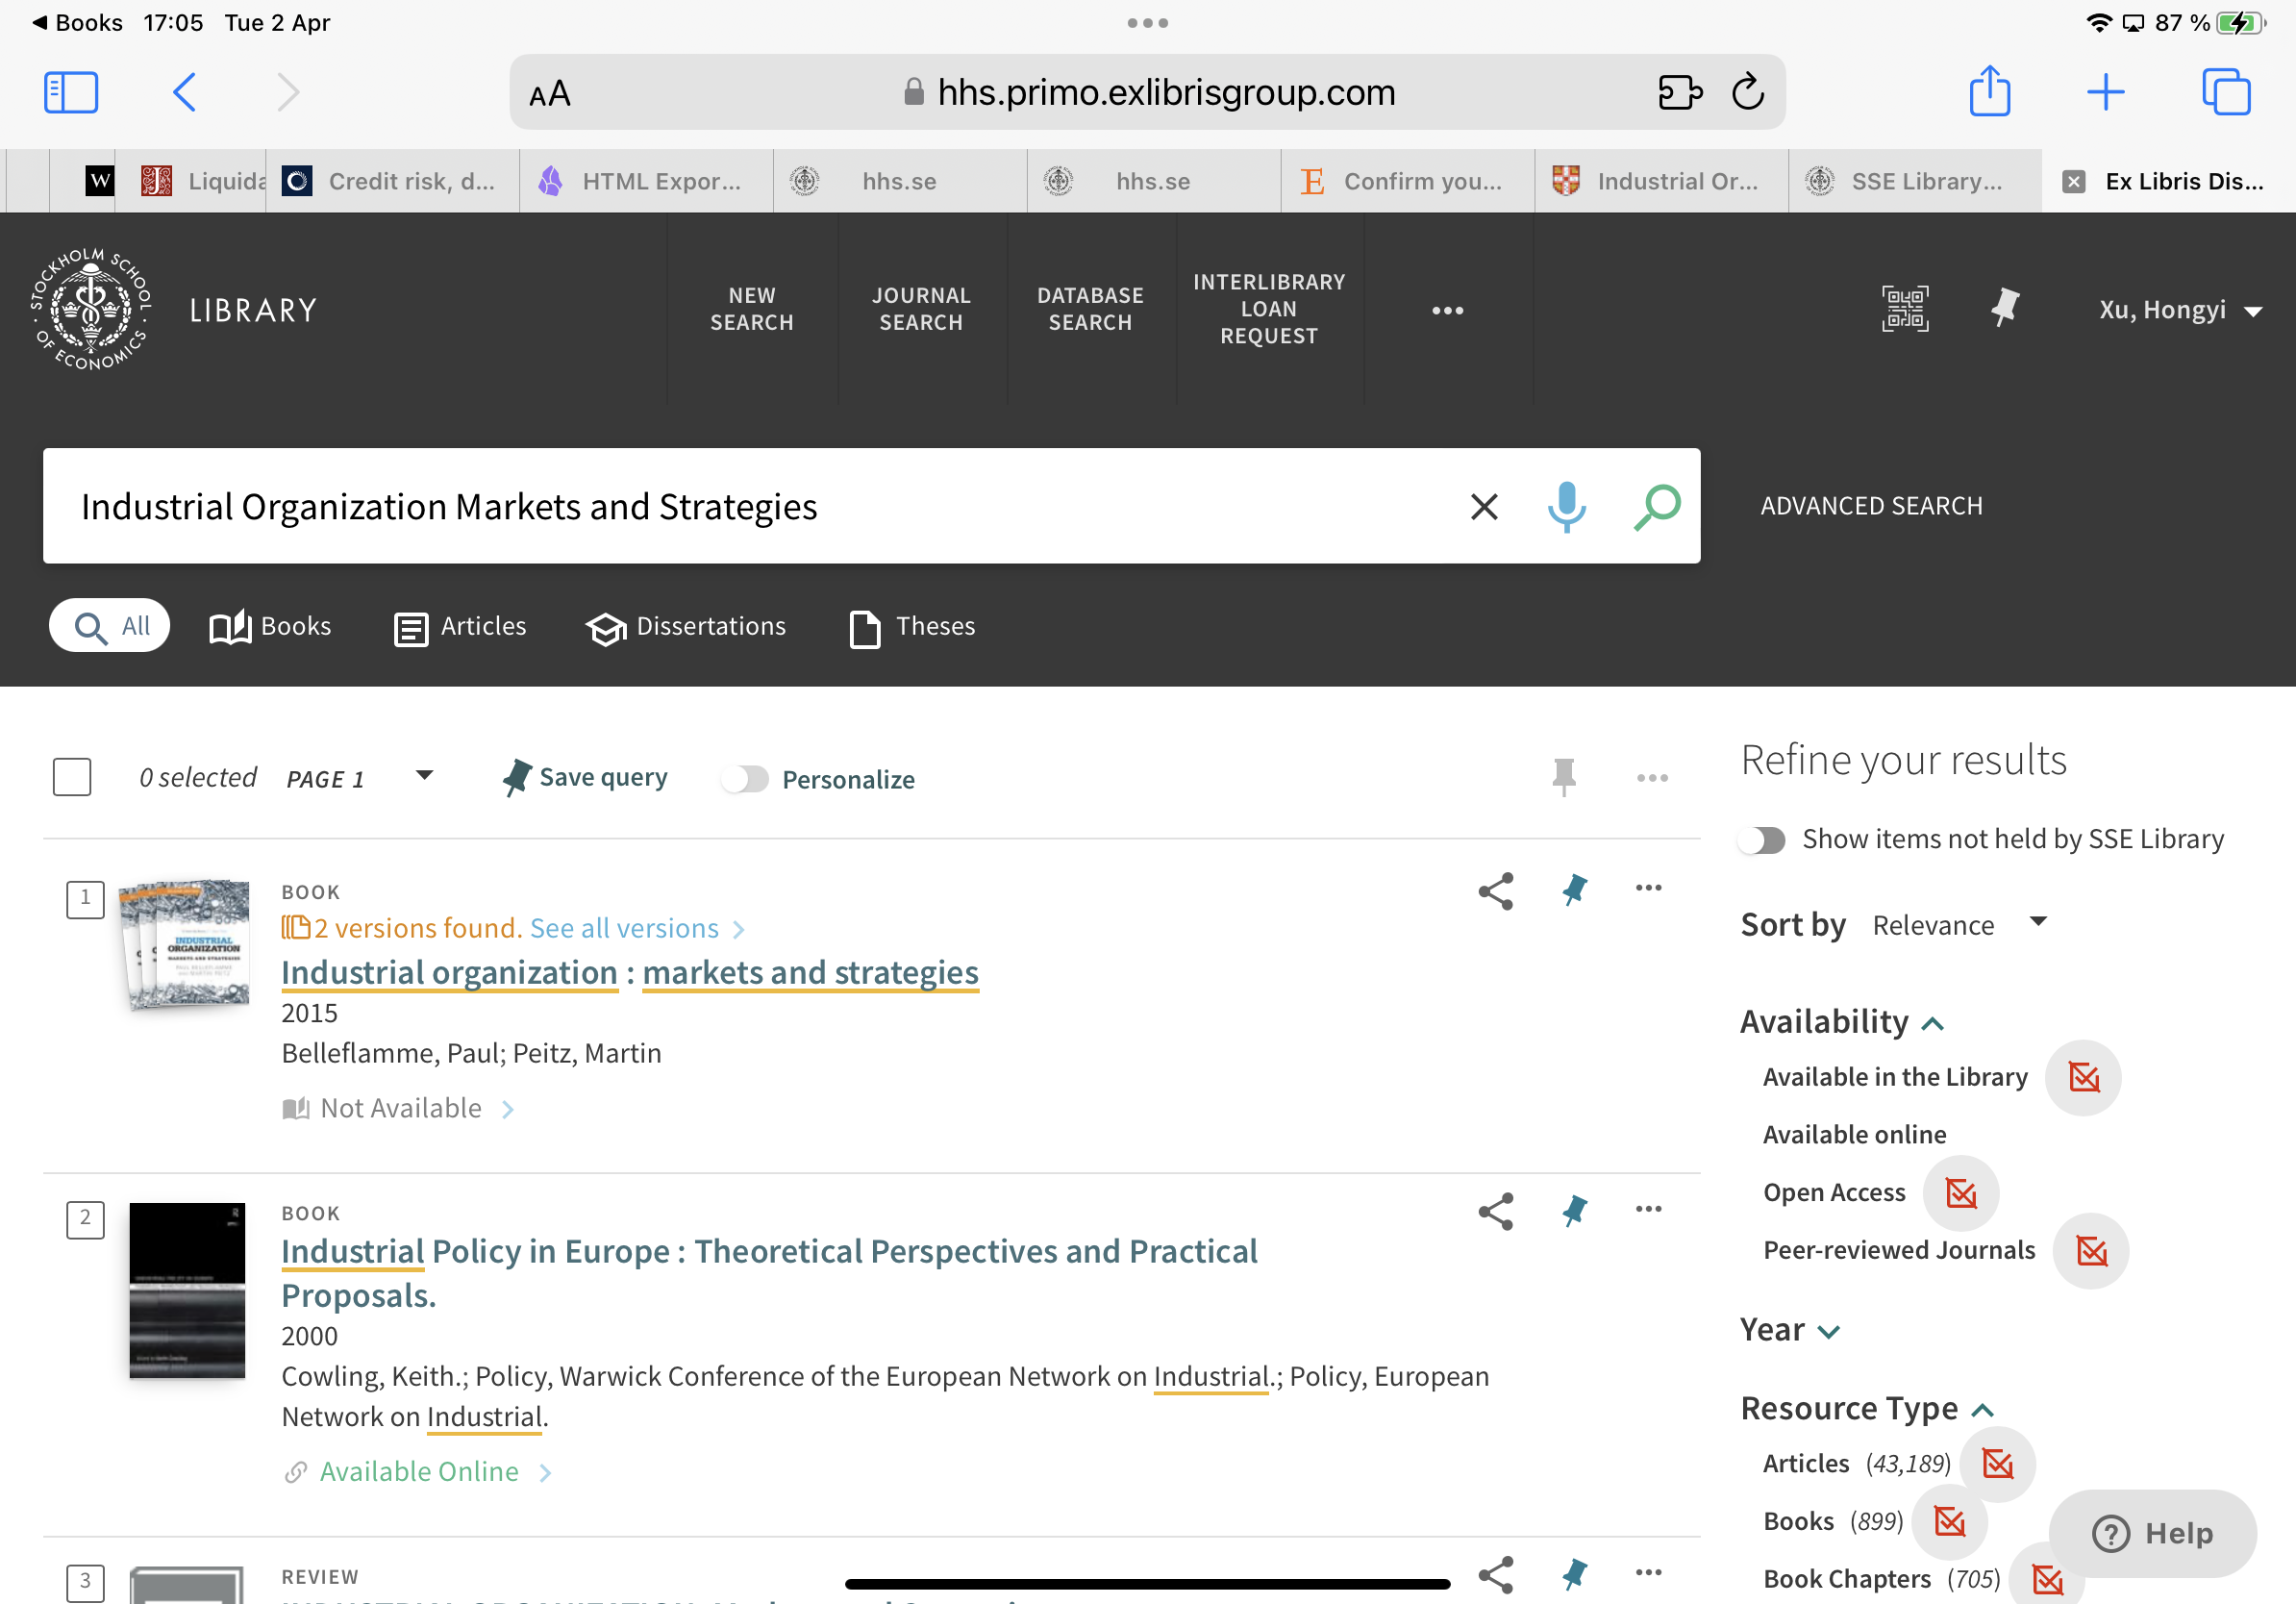 Books 17:05 Tue 2 Apr
87 %
AA hhs.primo.exlibrisgroup.com
W Liquida Credit risk, d... HTML Expor... hhs.se hhs.se Confirm you... Industrial Or... SSE Library... Ex Libris Dis...
STOCKHOLM SCHOOL OF ECONOMICS
LIBRARY
NEW
SEARCH
JOURNAL
SEARCH
DATABASE
SEARCH
INTERLIBRARY
LOAN
REQUEST
Xu, Hongyi
Industrial Organization Markets and Strategies
ADVANCED SEARCH
All Books Articles Dissertations Theses
0 selected PAGE 1 Save query Personalize
1
INDUSTRIAL
ORGANIZATION
MARKETS AND STRATEGIES
BOOK
2 versions found. See all versions
Industrial organization : markets and strategies
2015
Belleflamme, Paul; Peitz, Martin
Not Available
2
BOOK
Industrial Policy in Europe : Theoretical Perspectives and Practical
Proposals.
2000
Cowling, Keith.; Policy, Warwick Conference of the European Network on Industrial.; Policy, European
Network on Industrial.
Available Online
3
REVIEW
Refine your results
Show items not held by SSE Library
Sort by Relevance
Availability
Available in the Library
Available online
Open Access
Peer-reviewed Journals
Year
Resource Type
Articles (43,189)
Books (899)
Book Chapters (705)
Help